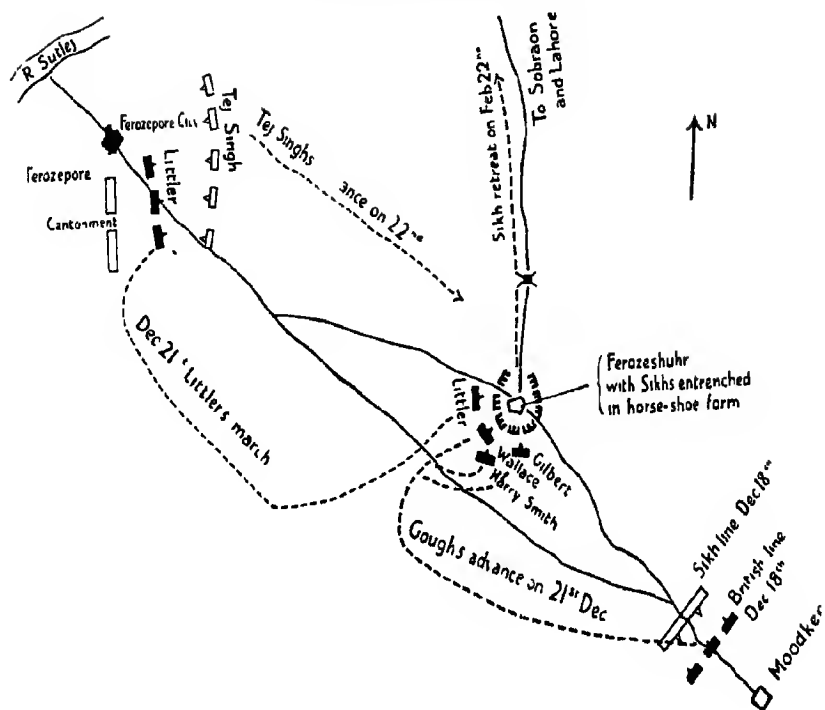 R Sutlej
Ferozepore
Tej Singh
Littler
Ferozepore
Cantonment
Tej Singhs
ance on 22nd
Sikh retreat on Feb 22nd
To Sobraon
and Lahore
N
Dec 21st Littlers march
Littler
Wallace
Gilbert
Harry Smith
Ferozeshuhr
with Sikhs entrenched
in horse-shoe form
Goughs advance on 21st Dec
Sikh line Dec 18th
British line
Dec 18th
Moodkee